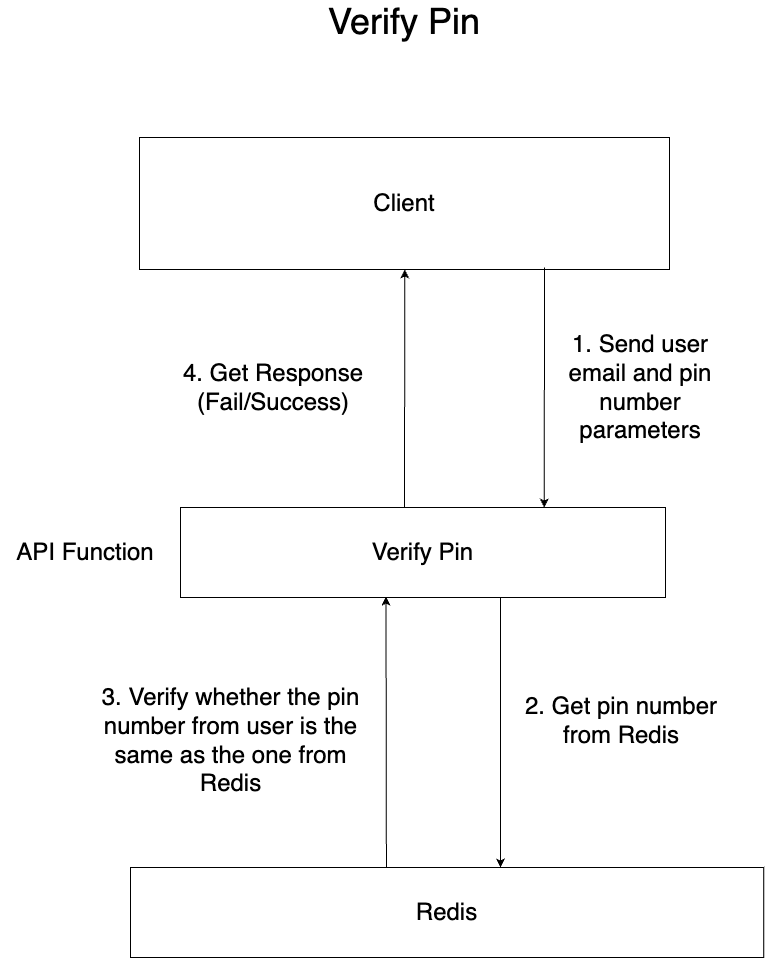 Verify Pin
Client
4. Get Response
(Fail/Success)
1. Send user
email and pin
number
parameters
API Function
Verify Pin
3. Verify whether the pin
number from user is the
same as the one from
Redis
2. Get pin number
from Redis
Redis